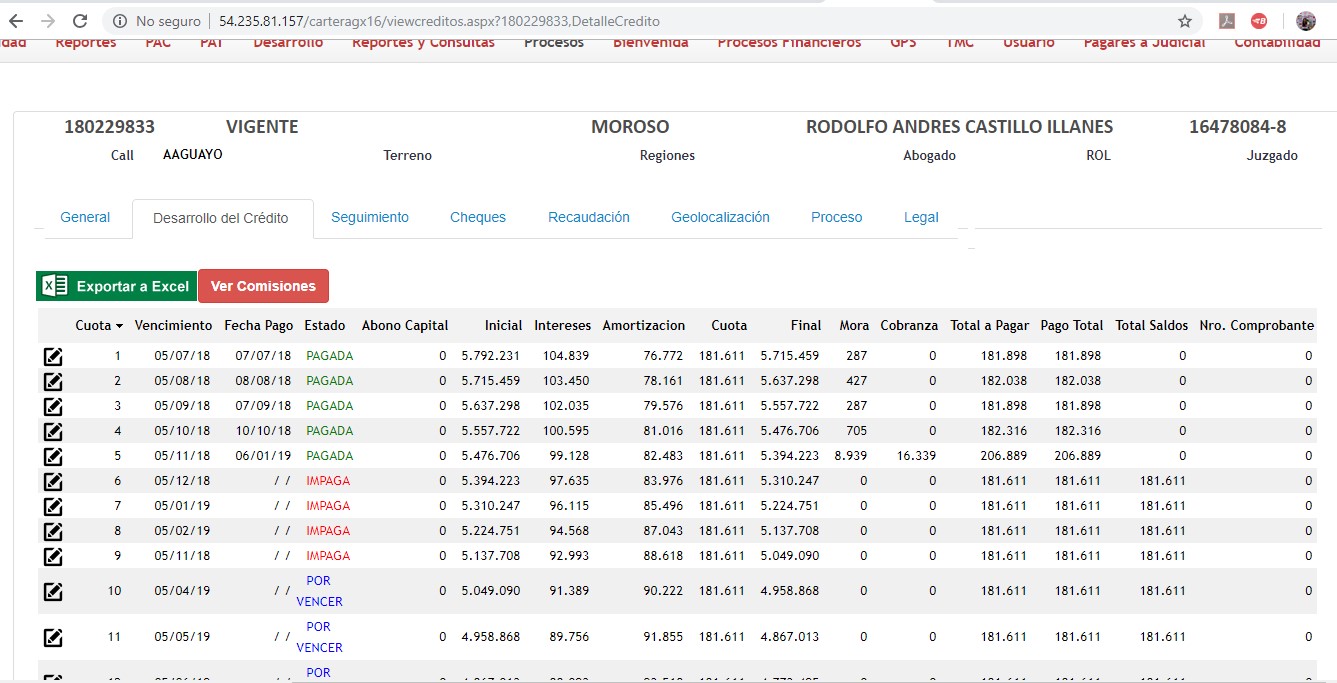 No seguro | 54.235.81.157/carteragx16/viewcreditos.aspx?180229833,DetalleCredito
idad Reportes PAC PAT Desarrollo Reportes y Consultas Procesos Bienvenida Procesos Financieros GPS TMC Usuario Pagares a Judicial Contabilidad
180229833 VIGENTE MOROSO RODOLFO ANDRES CASTILLO ILLANES 16478084-8
Call AAGUAYO Terreno Regiones Abogado ROL Juzgado
General Desarrollo del Crédito Seguimiento Cheques Recaudación Geolocalización Proceso Legal
Exportar a Excel Ver Comisiones
Cuota Vencimiento Fecha Pago Estado Abono Capital Inicial Intereses Amortizacion Cuota Final Mora Cobranza Total a Pagar Pago Total Total Saldos Nro. Comprobante
1 05/07/18 07/07/18 PAGADA 0 5.792.231 104.839 76.772 181.611 5.715.459 287 0 181.898 181.898 0 0
2 05/08/18 08/08/18 PAGADA 0 5.715.459 103.450 78.161 181.611 5.637.298 427 0 182.038 182.038 0 0
3 05/09/18 07/09/18 PAGADA 0 5.637.298 102.035 79.576 181.611 5.557.722 287 0 181.898 181.898 0 0
4 05/10/18 10/10/18 PAGADA 0 5.557.722 100.595 81.016 181.611 5.476.706 705 0 182.316 182.316 0 0
5 05/11/18 06/01/19 PAGADA 0 5.476.706 99.128 82.483 181.611 5.394.223 8.939 16.339 206.889 206.889 0 0
6 05/12/18 / / IMPAGA 0 5.394.223 97.635 83.976 181.611 5.310.247 0 0 181.611 181.611 181.611 0
7 05/01/19 / / IMPAGA 0 5.310.247 96.115 85.496 181.611 5.224.751 0 0 181.611 181.611 181.611 0
8 05/02/19 / / IMPAGA 0 5.224.751 94.568 87.043 181.611 5.137.708 0 0 181.611 181.611 181.611 0
9 05/11/18 / / IMPAGA 0 5.137.708 92.993 88.618 181.611 5.049.090 0 0 181.611 181.611 181.611 0
10 05/04/19 / / POR VENCER 0 5.049.090 91.389 90.222 181.611 4.958.868 0 0 181.611 181.611 181.611 0
11 05/05/19 / / POR VENCER 0 4.958.868 89.756 91.855 181.611 4.867.013 0 0 181.611 181.611 181.611 0
POR